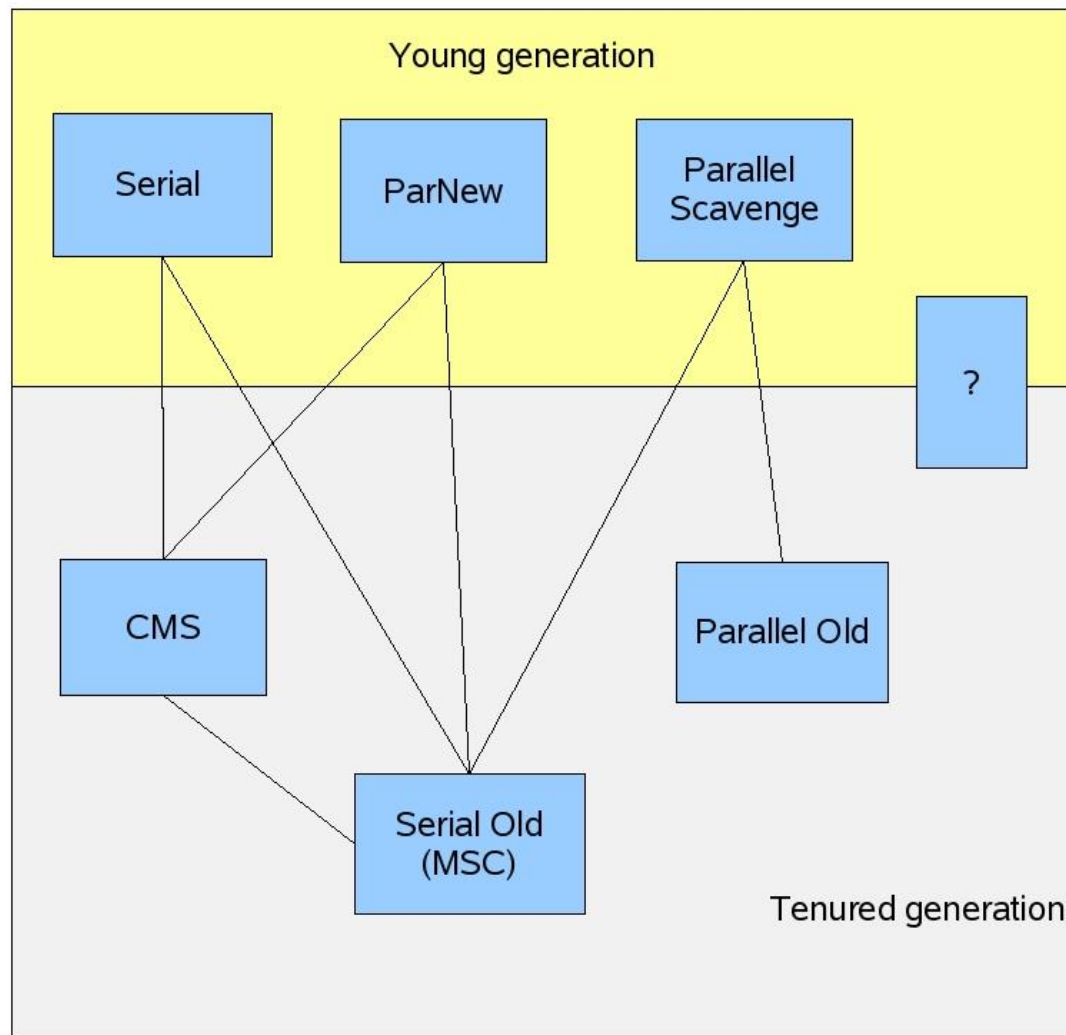 Young generation
Serial
ParNew
Parallel
Scavenge
?
CMS
Parallel Old
Serial Old
(MSC)
Tenured generation